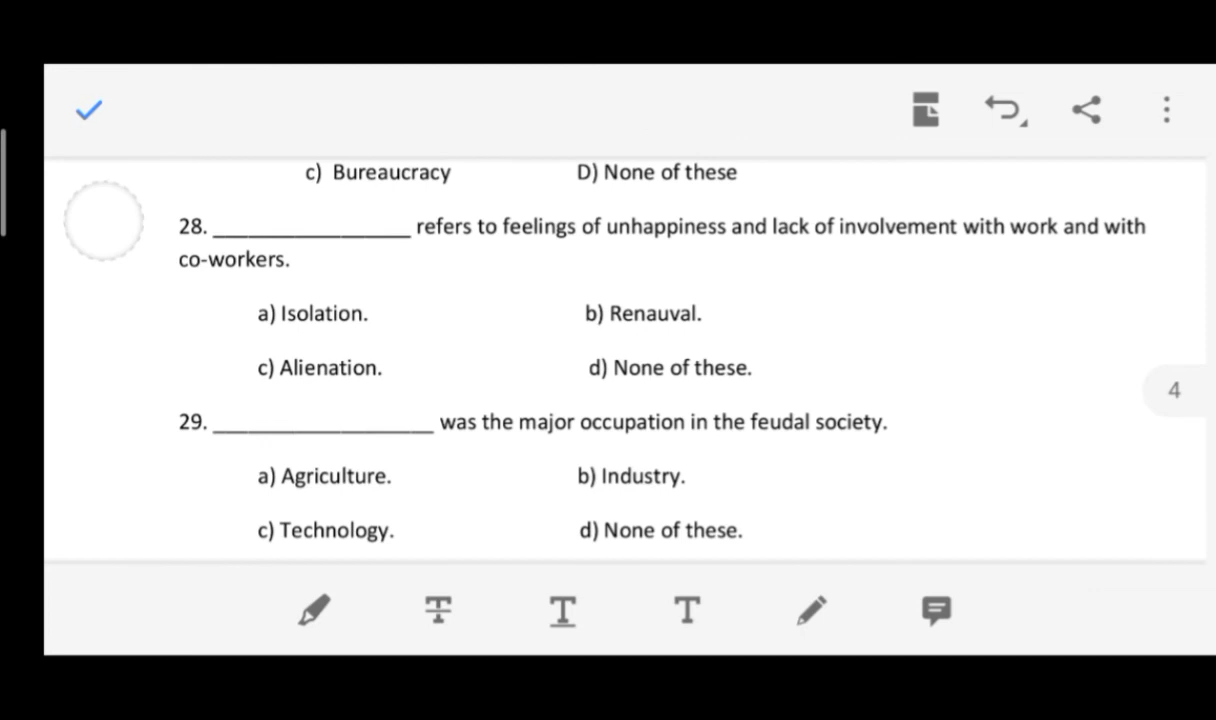 c) Bureaucracy D) None of these
28. __________________ refers to feelings of unhappiness and lack of involvement with work and with
co-workers.
a) Isolation. b) Renauval.
c) Alienation. d) None of these.
4
29. ____________________ was the major occupation in the feudal society.
a) Agriculture. b) Industry.
c) Technology. d) None of these.
T T T